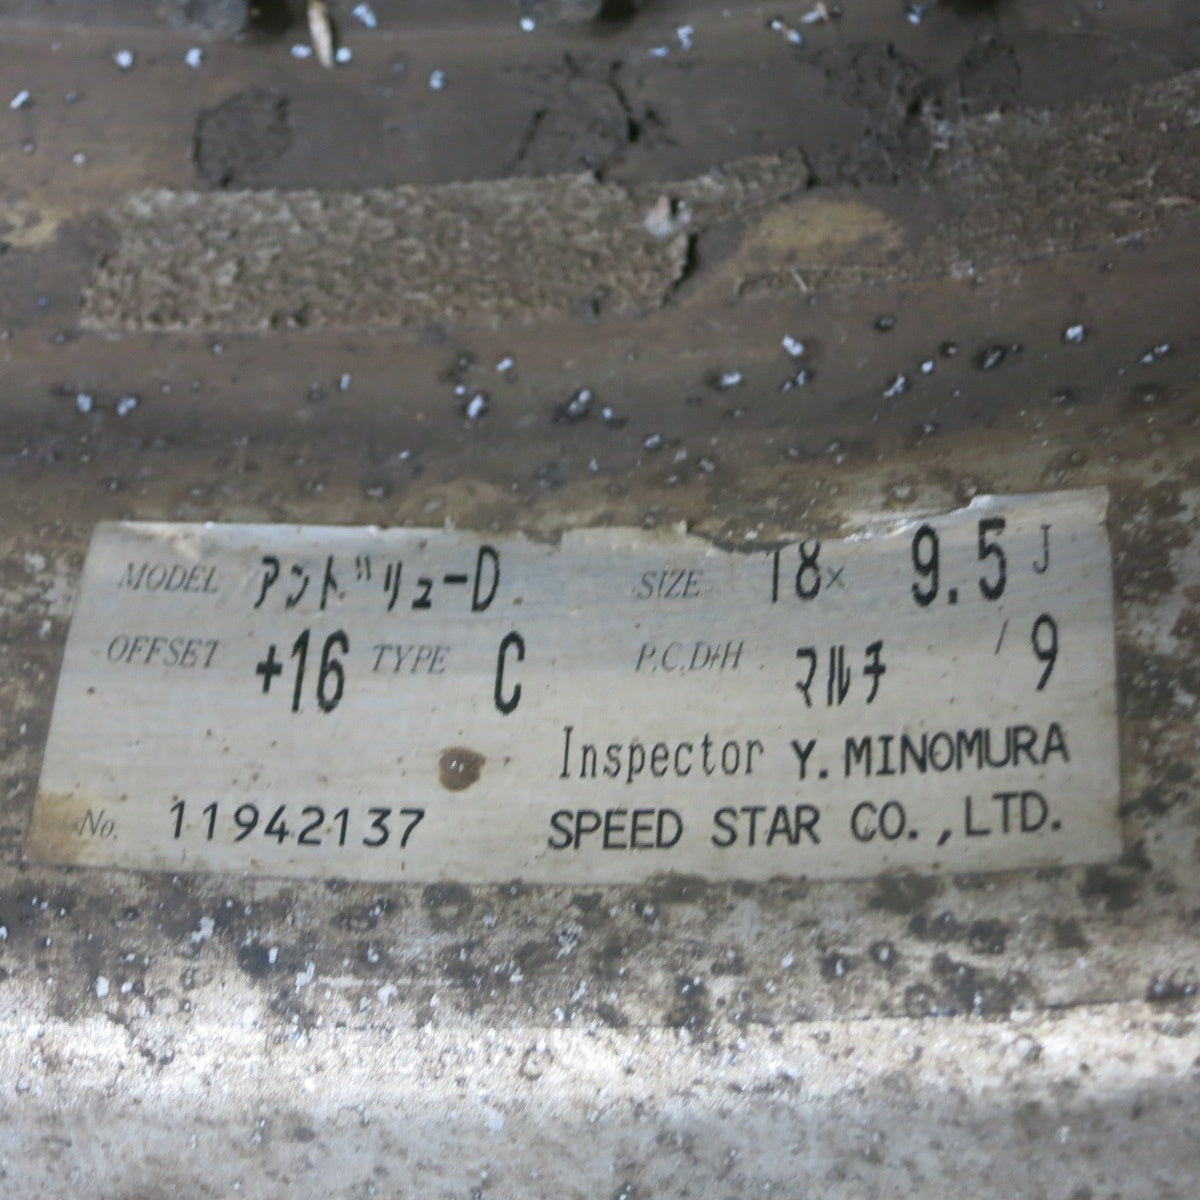 MODEL アンドリュ-D SIZE 18× 9.5 J
OFFSET +16 TYPE C P.C.D/H マルチ / 9
Inspector Y. MINOMURA
No. 11942137 SPEED STAR CO.,LTD.